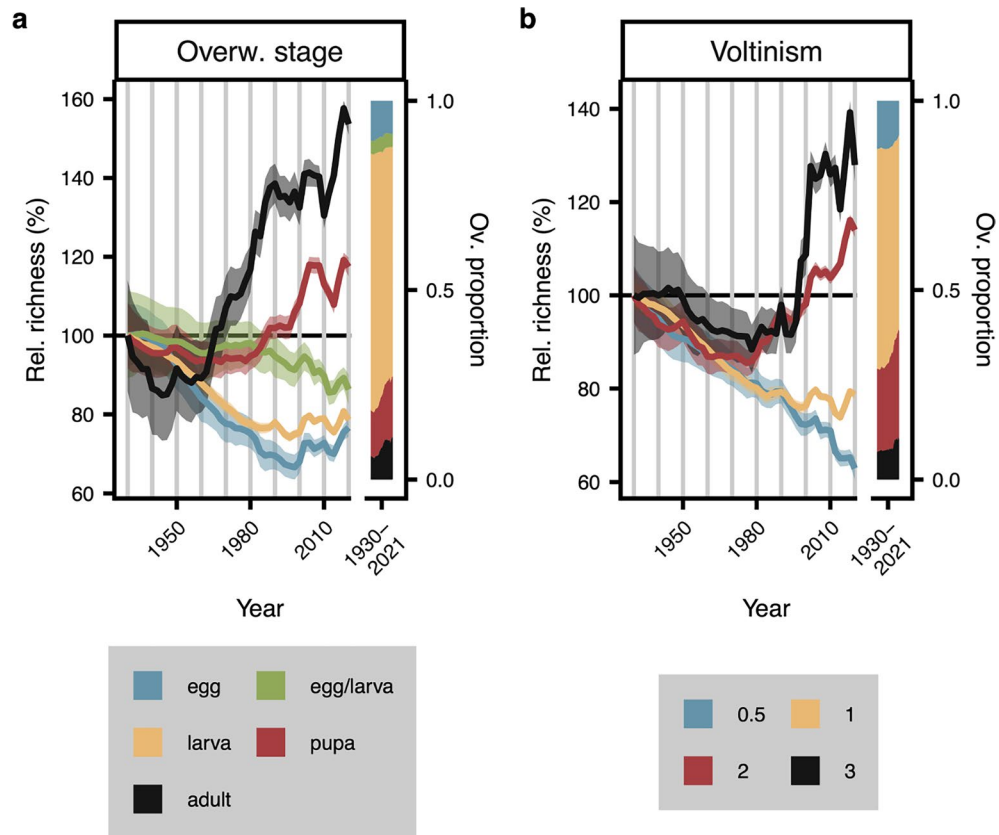 a
Overw. stage
Rel. richness (%)
160
140
120
100
80
60
1.0
0.5
0.0
Ov. proportion
1950
1980
2010
1930–
2021
Year
egg
egg/larva
larva
pupa
adult
b
Voltinism
Rel. richness (%)
140
120
100
80
60
1.0
0.5
0.0
Ov. proportion
1950
1980
2010
1930–
2021
Year
0.5
1
2
3